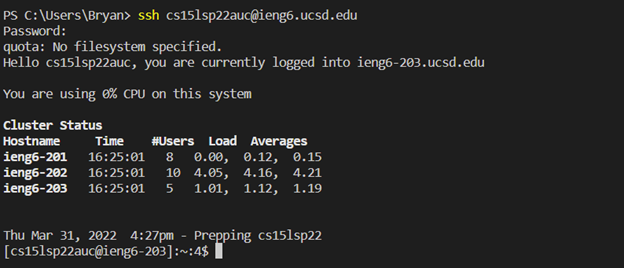 PS C:\Users\Bryan> ssh cs15lsp22auc@ieng6.ucsd.edu
Password:
quota: No filesystem specified.
Hello cs15lsp22auc, you are currently logged into ieng6-203.ucsd.edu
You are using 0% CPU on this system
Cluster Status
Hostname     Time    #Users  Load  Averages
ieng6-201   16:25:01   8   0.00,  0.12,  0.15
ieng6-202   16:25:01   10  4.05,  4.16,  4.21
ieng6-203   16:25:01   5   1.01,  1.12,  1.19
Thu Mar 31, 2022  4:27pm - Prepping cs15lsp22
[cs15lsp22auc@ieng6-203]:~:4$